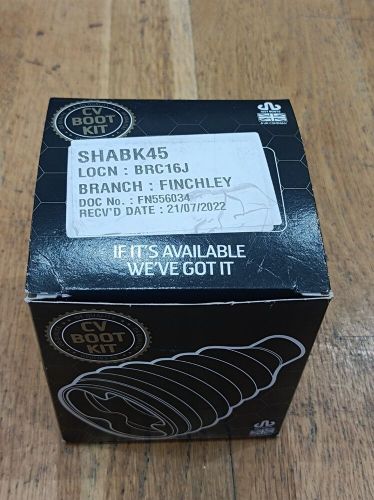 CV
BOOT
KIT
SHABK45
LOCN : BRC16J
BRANCH : FINCHLEY
DOC No. : FN556034
RECV'D DATE : 21/07/2022
IF IT'S AVAILABLE
WE'VE GOT IT
CV
BOOT
KIT